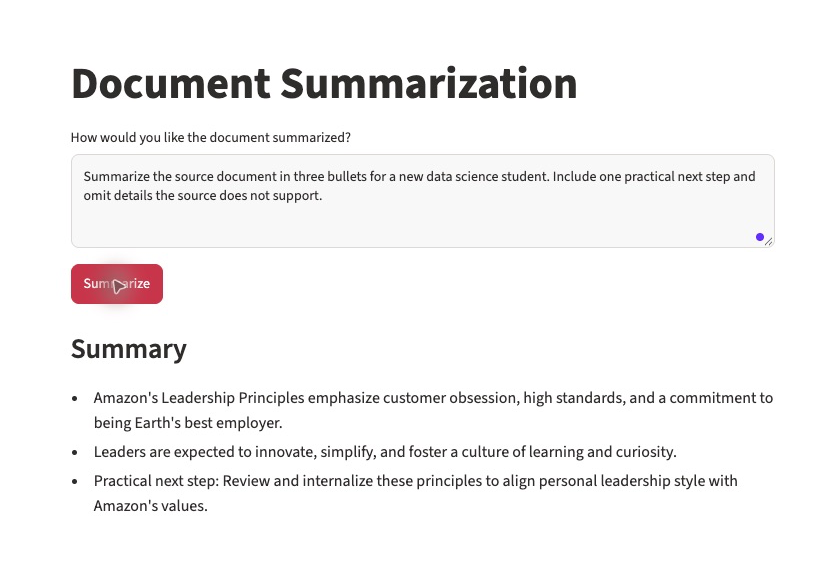 Document Summarization
How would you like the document summarized?
Summarize the source document in three bullets for a new data science student. Include one practical next step and
omit details the source does not support.
Summarize
Summary
Amazon's Leadership Principles emphasize customer obsession, high standards, and a commitment to
being Earth's best employer.
Leaders are expected to innovate, simplify, and foster a culture of learning and curiosity.
Practical next step: Review and internalize these principles to align personal leadership style with
Amazon's values.